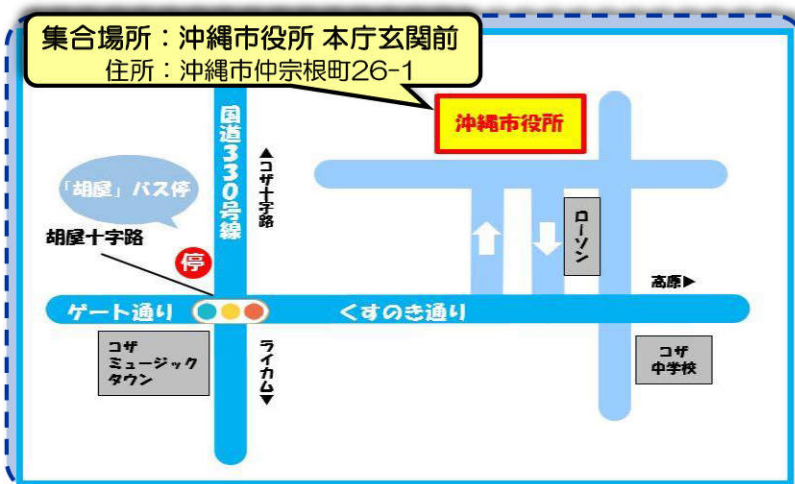 集合場所：沖縄市役所 本庁玄関前
住所：沖縄市仲宗根町26-1
沖縄市役所
国道330号線
▲コザ十字路
「胡屋」バス停
胡屋十字路
停
ローソン
高原▶
ゲート通り
くすのき通り
コザ
ミュージック
タウン
ライカム▼
コザ
中学校